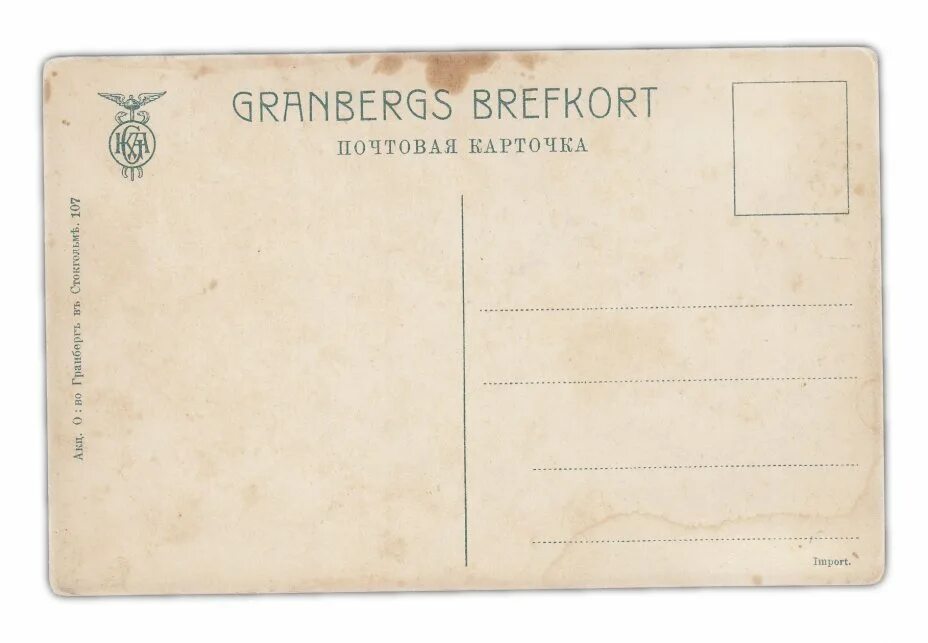 GRANBERGS BREFKORT
ПОЧТОВАЯ КАРТОЧКА
Акц. О:во Гранбергъ въ Стокгольмѣ. 107
Import.